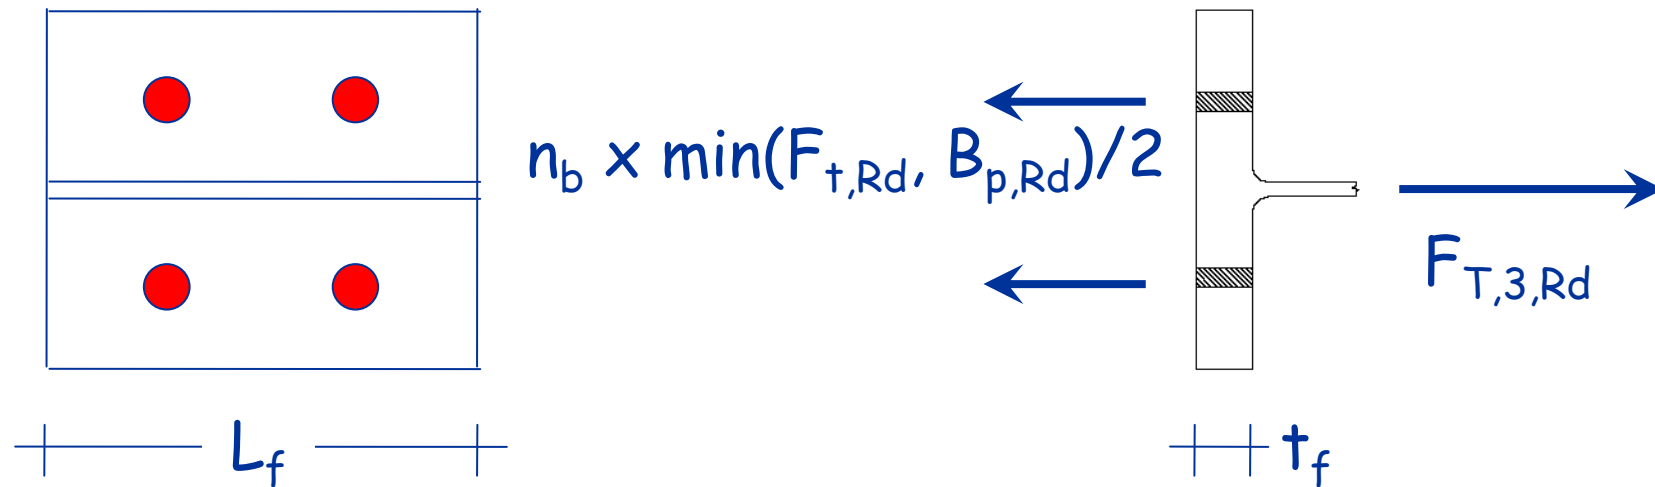 n_b x min(F_t,Rd, B_p,Rd)/2
F_T,3,Rd
L_f
t_f